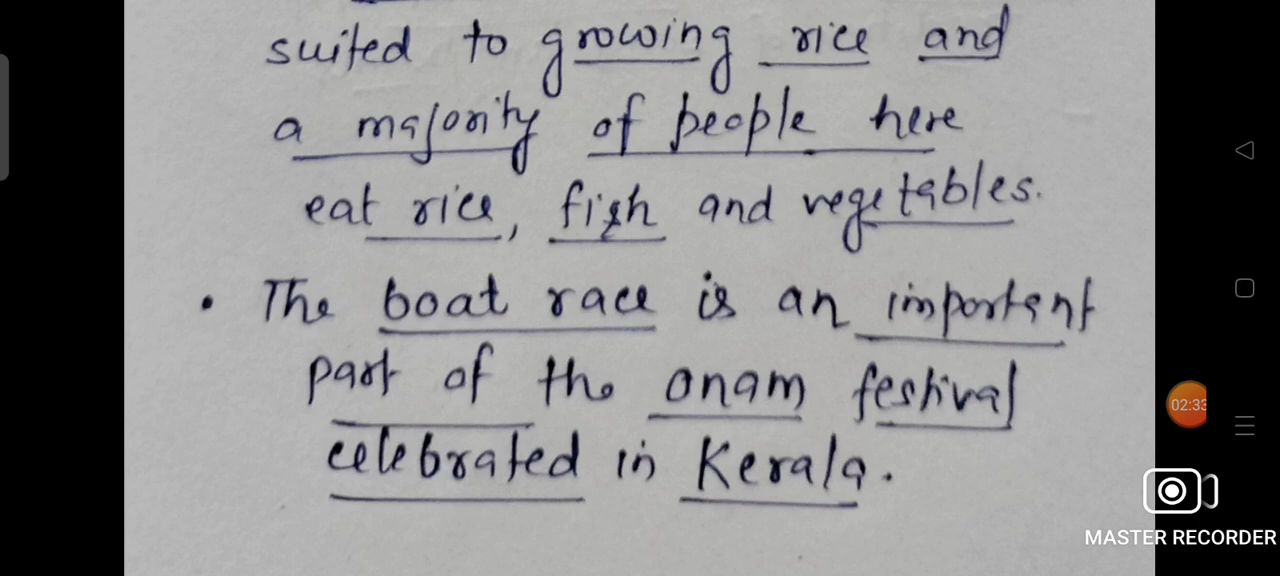 suited to growing rice and
a majority of people here
eat rice, fish and vegetables.
• The boat race is an important
part of the onam festival
celebrated in Kerala.
02:33
MASTER RECORDER